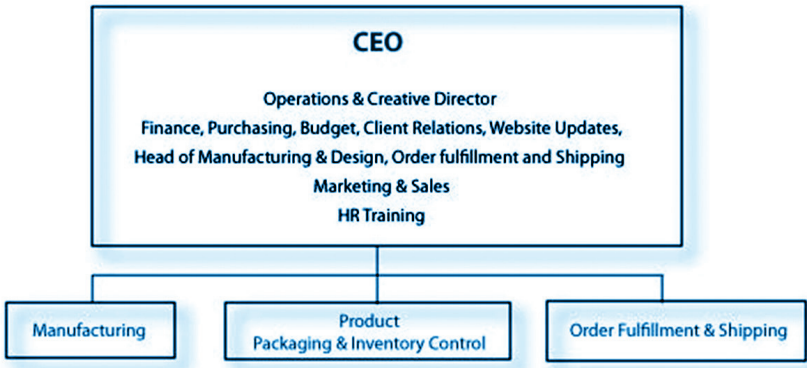 CEO
Operations & Creative Director
Finance, Purchasing, Budget, Client Relations, Website Updates,
Head of Manufacturing & Design, Order fulfillment and Shipping
Marketing & Sales
HR Training
Manufacturing
Product
Packaging & Inventory Control
Order Fulfillment & Shipping